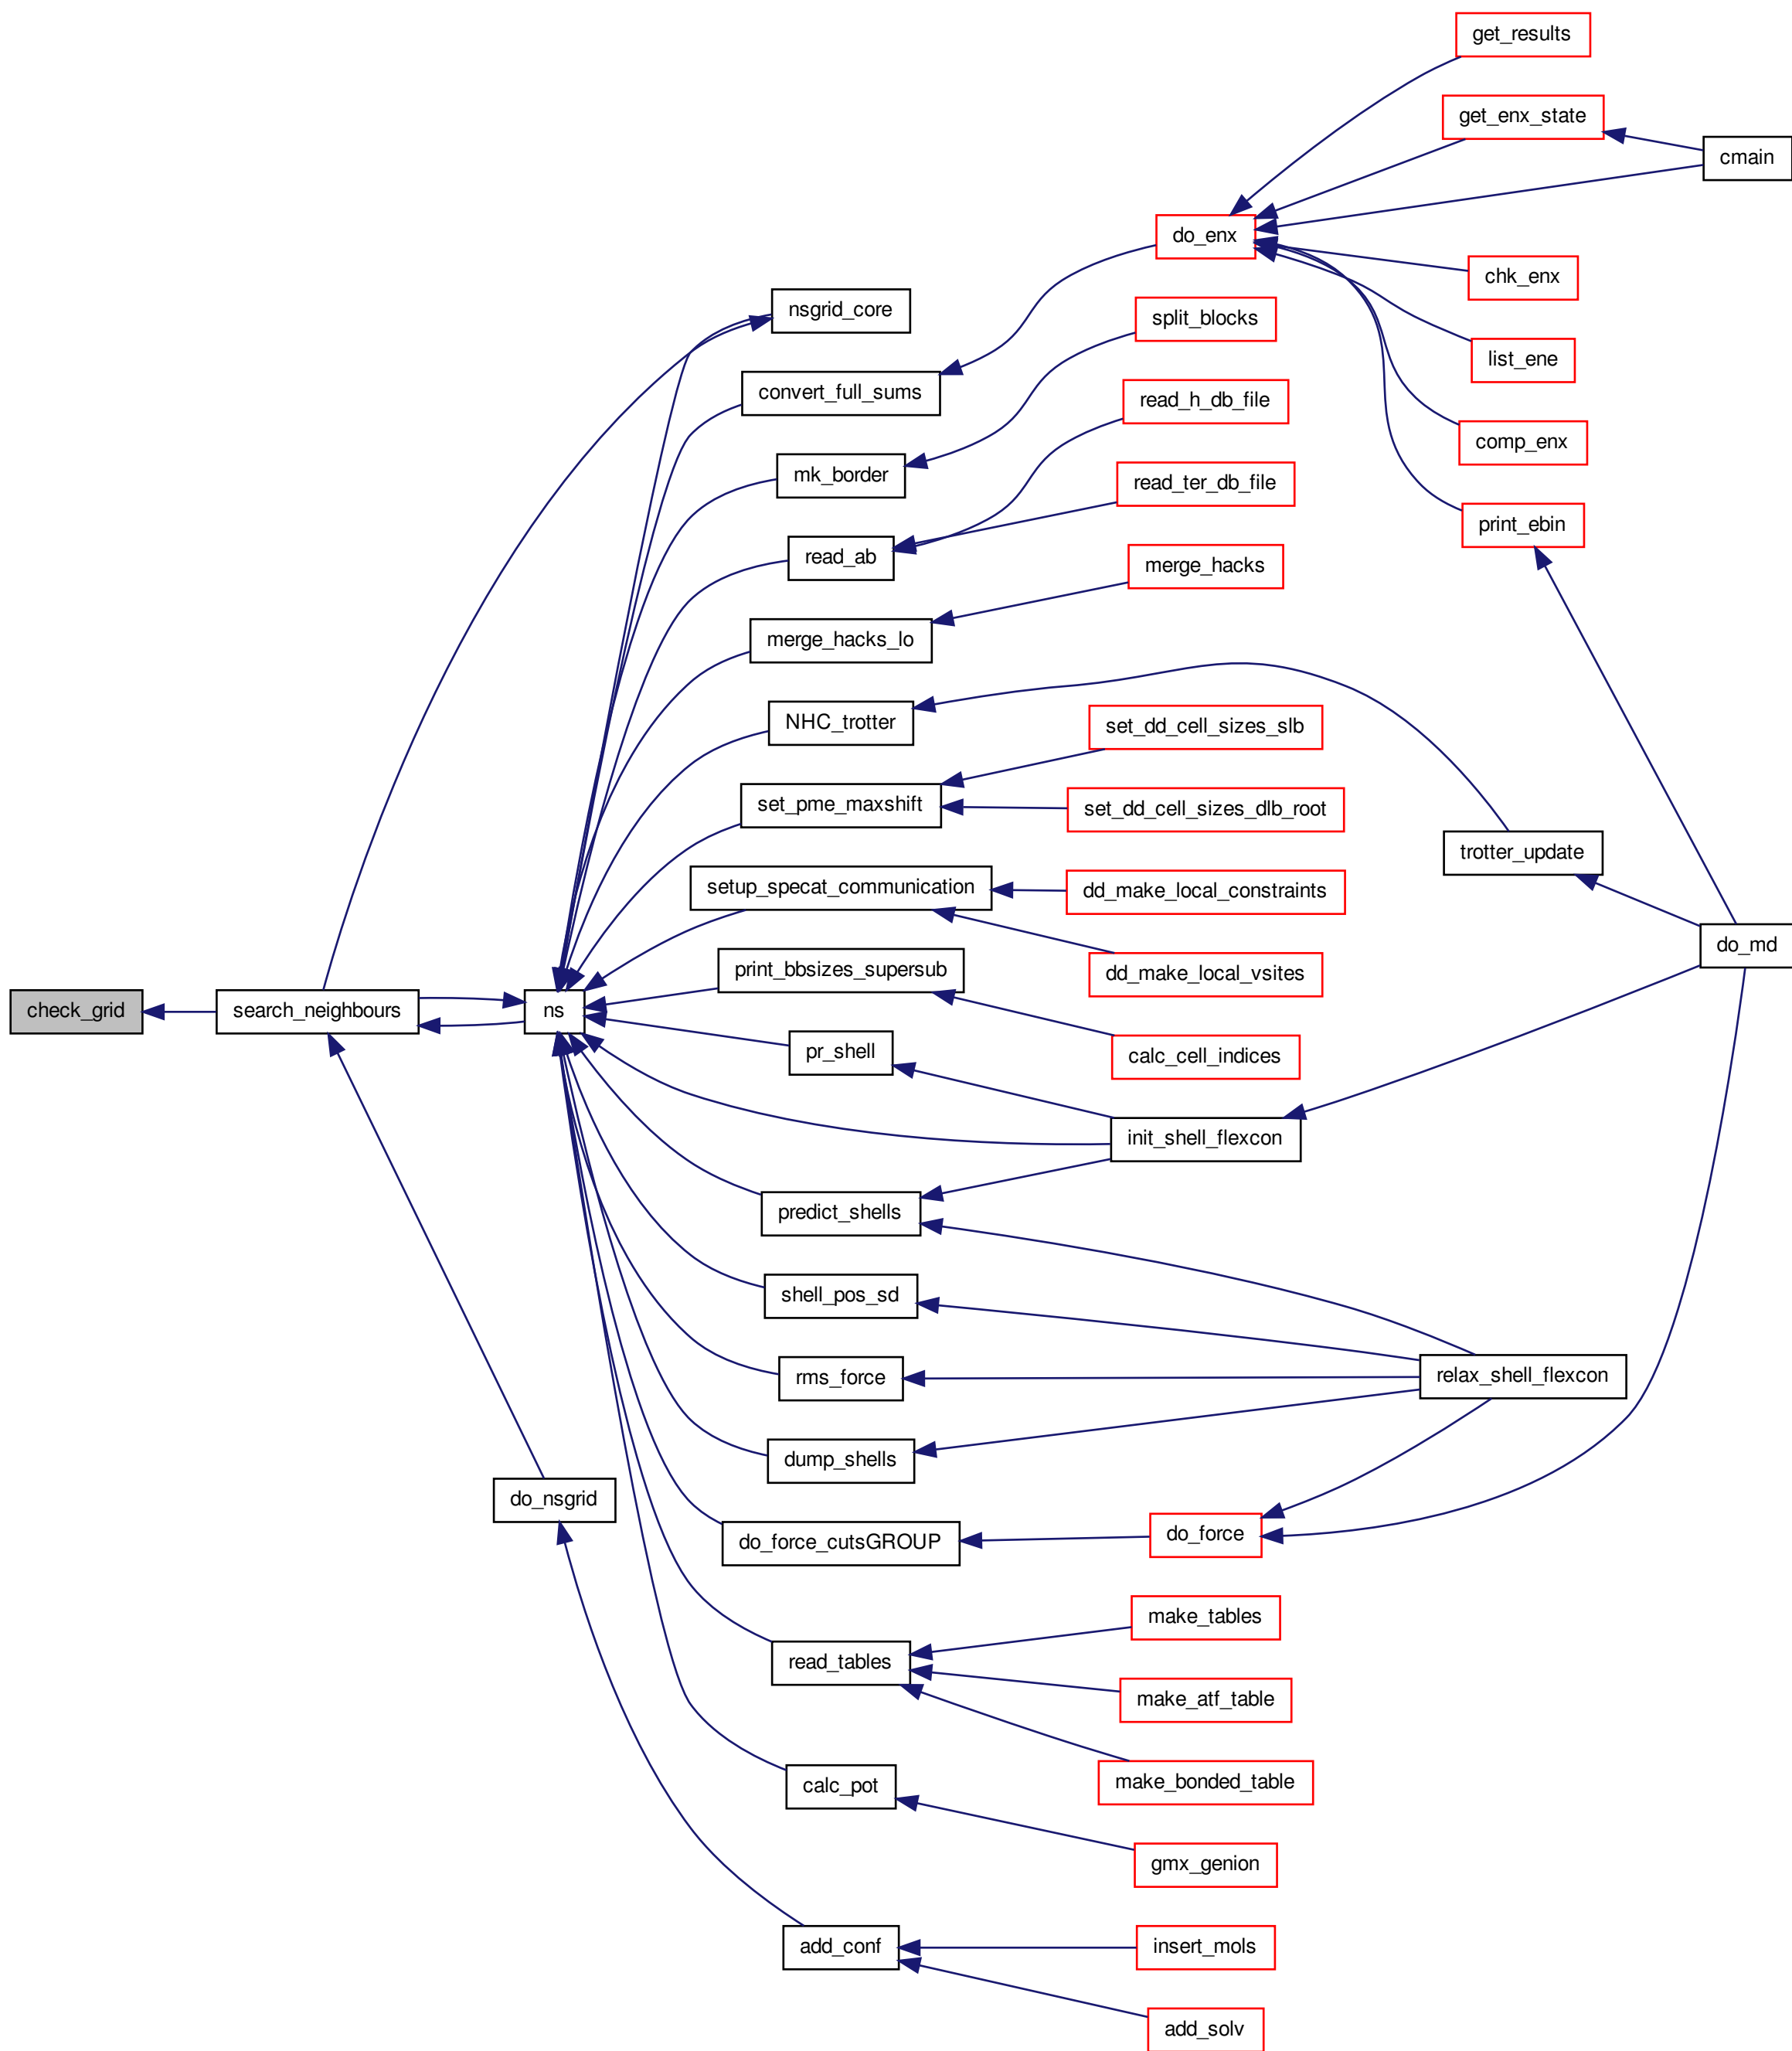 get_results
get_enx_state
cmain
do_enx
chk_enx
nsgrid_core
split_blocks
list_ene
convert_full_sums
read_h_db_file
comp_enx
mk_border
read_ter_db_file
print_ebin
read_ab
merge_hacks
merge_hacks_lo
NHC_trotter
set_dd_cell_sizes_slb
set_pme_maxshift
set_dd_cell_sizes_dlb_root
trotter_update
setup_specat_communication
dd_make_local_constraints
do_md
print_bbsizes_supersub
dd_make_local_vsites
check_grid
search_neighbours
ns
pr_shell
calc_cell_indices
init_shell_flexcon
predict_shells
shell_pos_sd
rms_force
relax_shell_flexcon
dump_shells
do_nsgrid
do_force_cutsGROUP
do_force
make_tables
read_tables
make_atf_table
calc_pot
make_bonded_table
gmx_genion
add_conf
insert_mols
add_solv